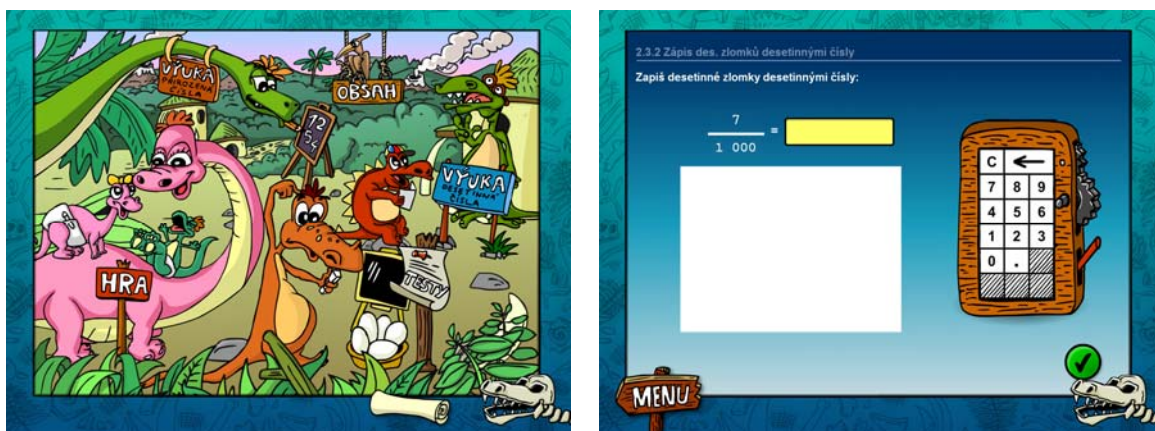 VÝUKA
PŘIROZENÁ
ČÍSLA
OBSAH
12
54
VÝUKA
DESETINNÁ
ČÍSLA
HRA
TESTY
2.3.2 Zápis des. zlomků desetinnými čísly
Zapiš desetinné zlomky desetinnými čísly:
7
=
1 000
C ←
7 8 9
4 5 6
1 2 3
0 .
MENU